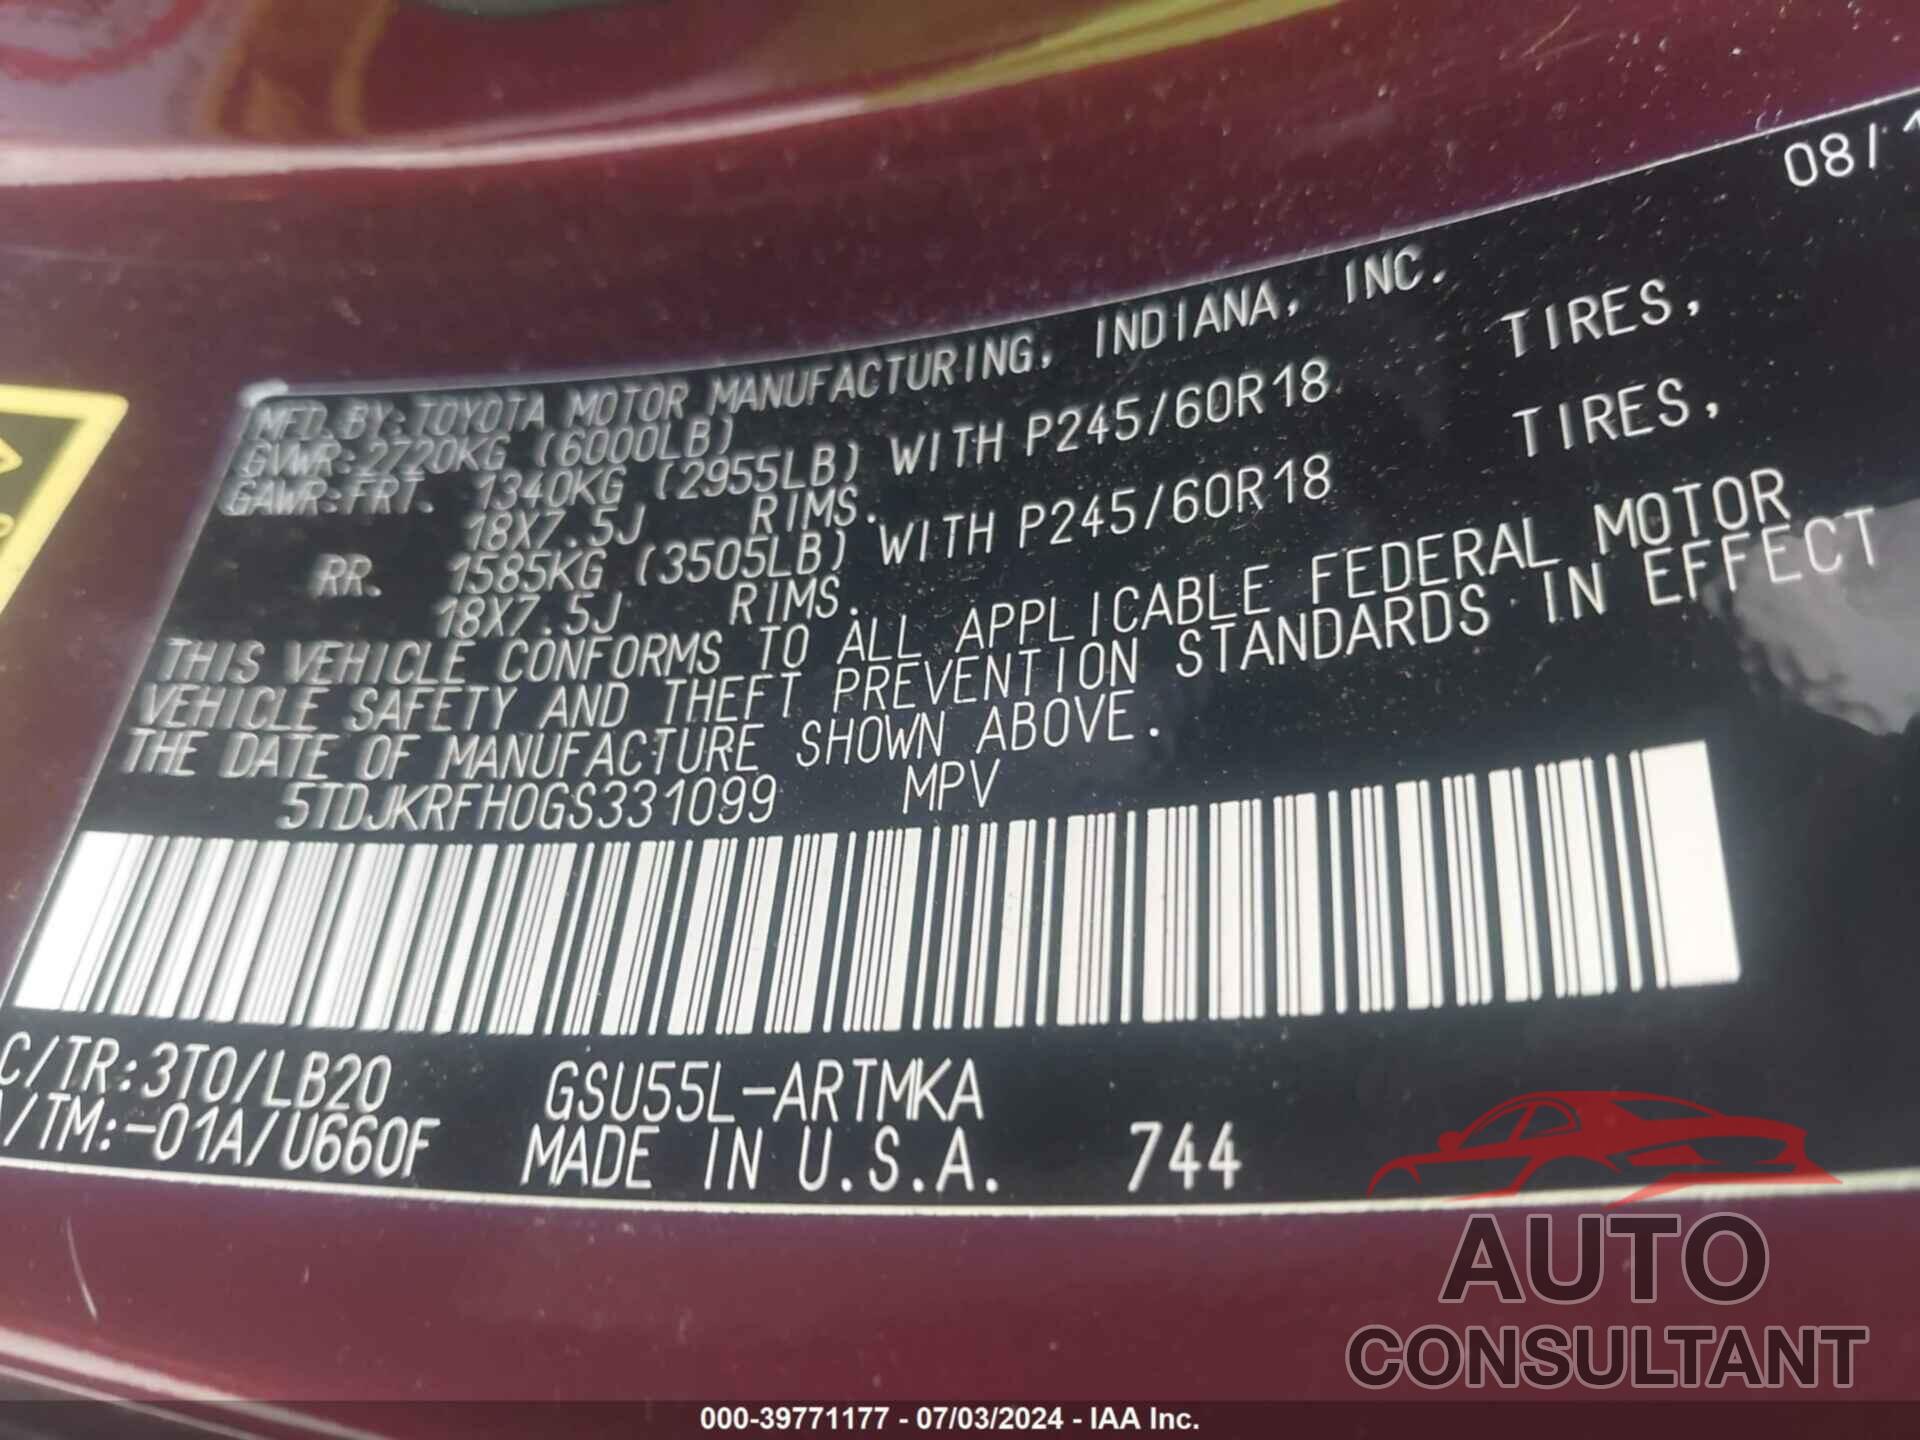 08/1
MFD. BY: TOYOTA MOTOR MANUFACTURING, INDIANA, INC.
GVWR: 2720KG (6000LB)
GAWR: FRT. 1340KG (2955LB) WITH P245/60R18 TIRES,
18X7.5J RIMS.
RR. 1585KG (3505LB) WITH P245/60R18 TIRES,
18X7.5J RIMS.
THIS VEHICLE CONFORMS TO ALL APPLICABLE FEDERAL MOTOR
VEHICLE SAFETY AND THEFT PREVENTION STANDARDS IN EFFECT
THE DATE OF MANUFACTURE SHOWN ABOVE.
5TDJKRFH0GS331099 MPV
C/TR:3T0/LB20 GSU55L-ARTMKA
/TM:-01A/U660F MADE IN U.S.A. 744
AUTO
CONSULTANT
000-39771177 - 07/03/2024 - IAA Inc.